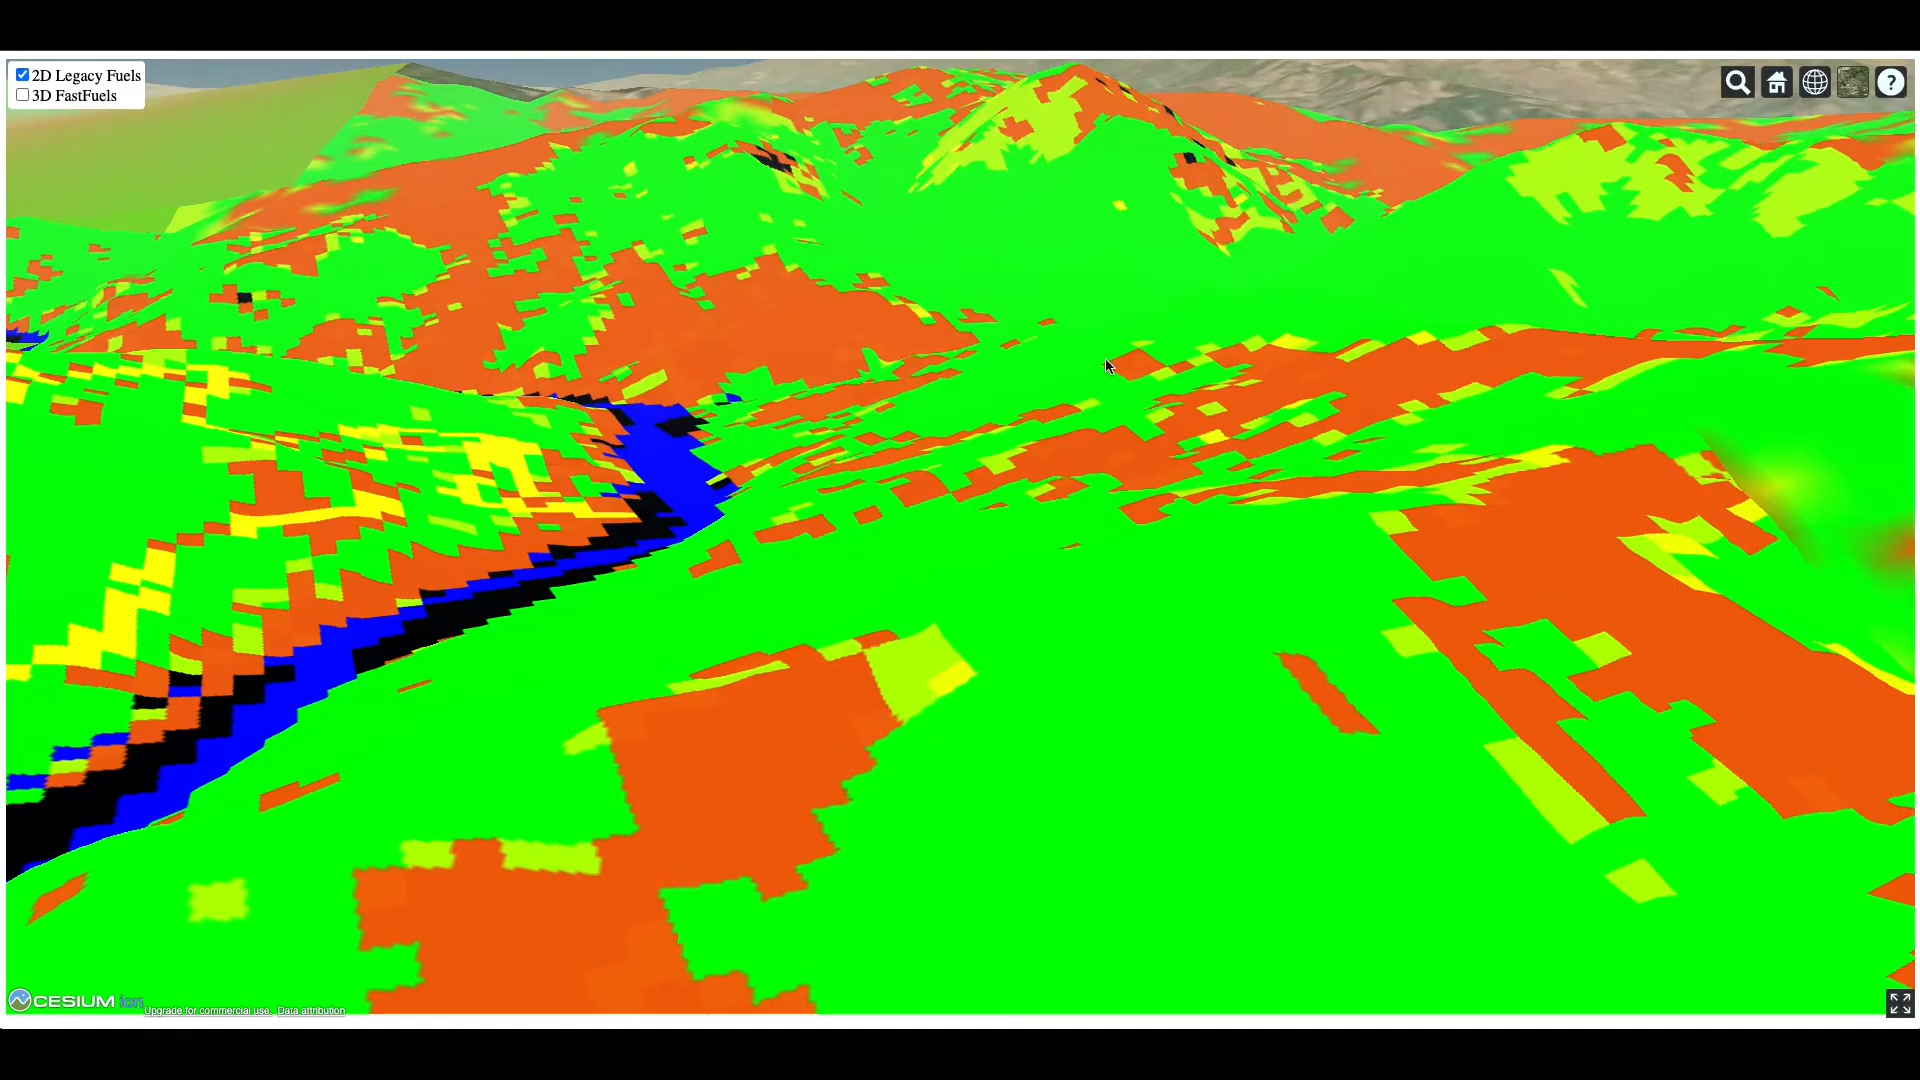 2D Legacy Fuels
3D FastFuels
?
CESIUM ion
Upgrade for commercial use. Data attribution